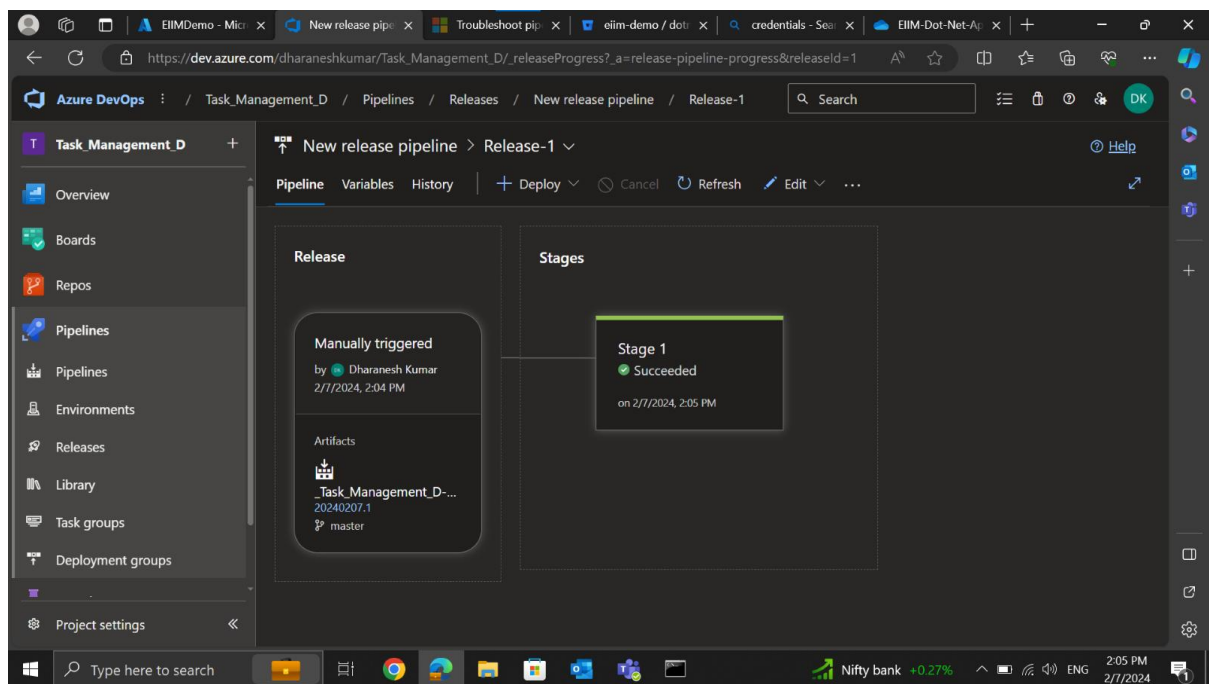 EIIMDemo - Micr
New release pipe
Troubleshoot pip
eiim-demo / dotr
credentials - Sea
EIIM-Dot-Net-Ap
https://dev.azure.com/dharaneshkumar/Task_Management_D/_releaseProgress?_a=release-pipeline-progress&releaseId=1
Azure DevOps / Task_Management_D / Pipelines / Releases / New release pipeline / Release-1
Search
DK
T Task_Management_D +
New release pipeline > Release-1
Help
Pipeline Variables History + Deploy Cancel Refresh Edit ...
Overview
Boards
Repos
Pipelines
Pipelines
Environments
Releases
Library
Task groups
Deployment groups
Project settings
Release
Manually triggered
by Dharanesh Kumar
2/7/2024, 2:04 PM
Artifacts
_Task_Management_D-...
20240207.1
master
Stages
Stage 1
Succeeded
on 2/7/2024, 2:05 PM
Type here to search
Nifty bank +0.27%
ENG
2:05 PM
2/7/2024
1